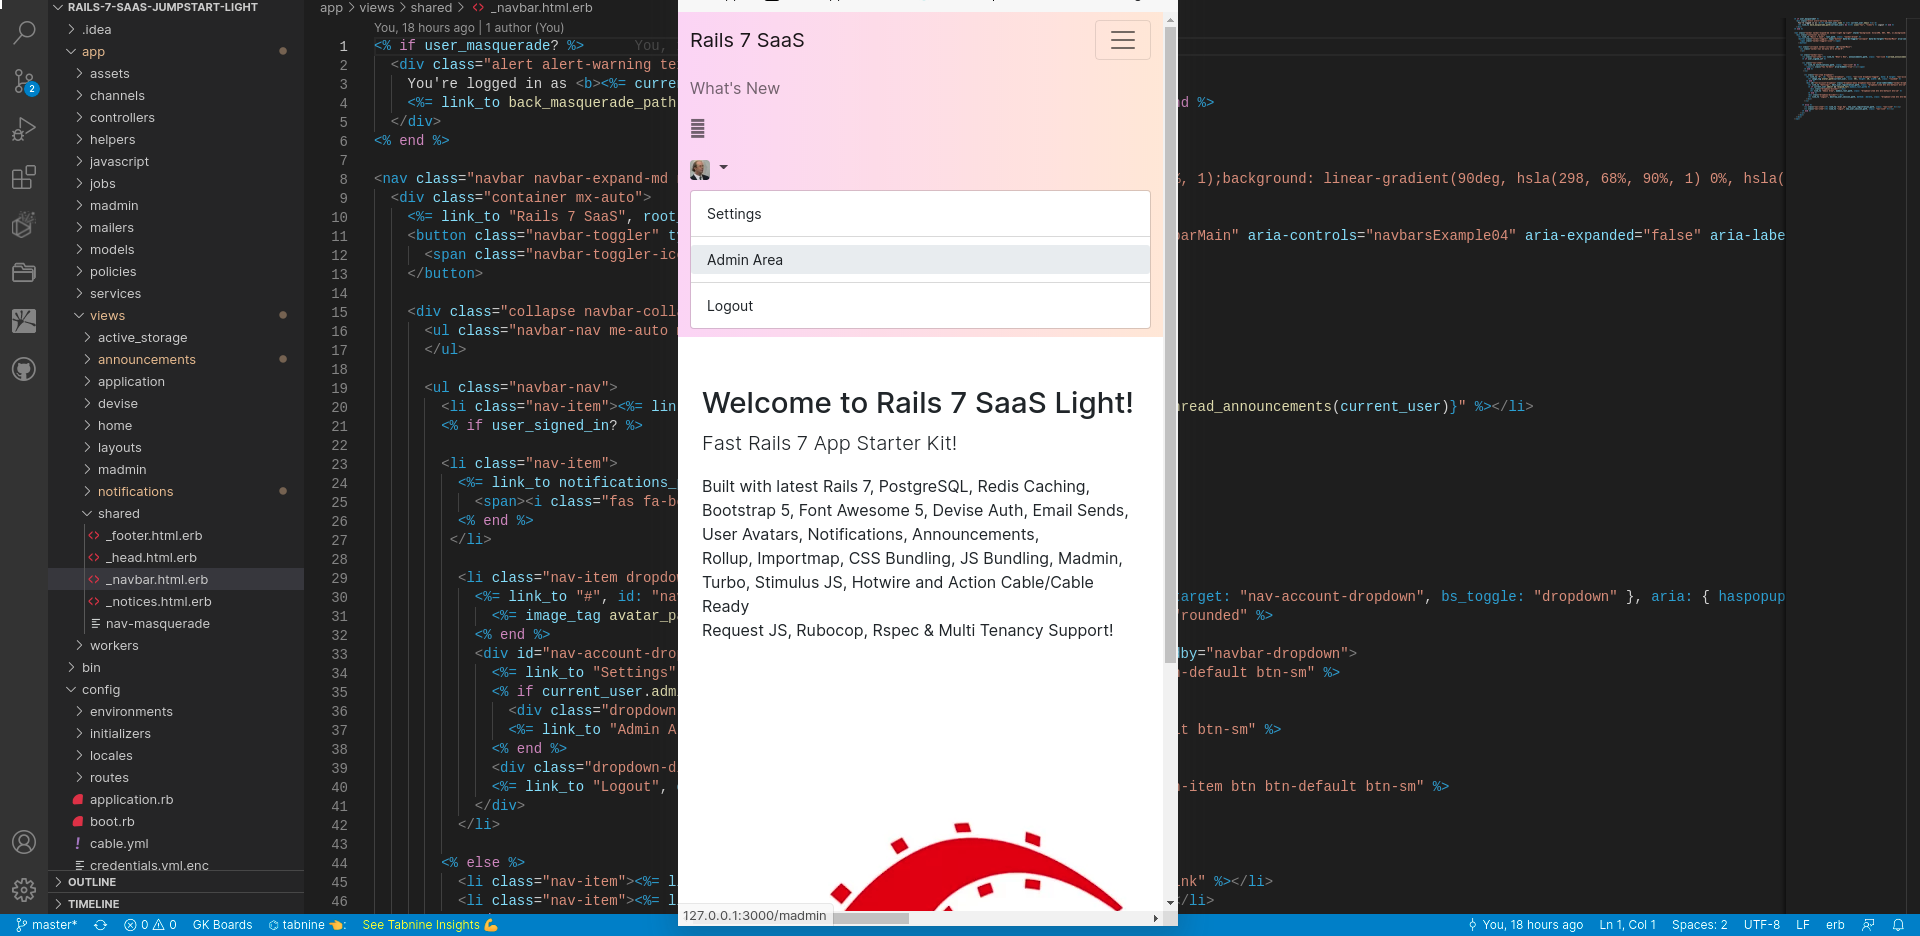 RAILS-7-SAAS-JUMPSTART-LIGHT
.idea
app
assets
channels
controllers
helpers
javascript
jobs
madmin
mailers
models
policies
services
views
active_storage
announcements
application
devise
home
layouts
madmin
notifications
shared
_footer.html.erb
_head.html.erb
_navbar.html.erb
_notices.html.erb
nav-masquerade
workers
bin
config
environments
initializers
locales
routes
application.rb
boot.rb
cable.yml
credentials.yml.enc
OUTLINE
TIMELINE
2
app > views > shared > <> _navbar.html.erb
You, 18 hours ago | 1 author (You)
1 <% if user_masquerade? %> You,
2 <div class="alert alert-warning te
3 You're logged in as <b><%= curre
4 <%= link_to back_masquerade_path nd %>
5 </div>
6 <% end %>
7
8 <nav class="navbar navbar-expand-md %, 1);background: linear-gradient(90deg, hsla(298, 68%, 90%, 1) 0%, hsla(
9 <div class="container mx-auto">
10 <%= link_to "Rails 7 SaaS", root
11 <button class="navbar-toggler" t arMain" aria-controls="navbarsExample04" aria-expanded="false" aria-labe
12 <span class="navbar-toggler-ic
13 </button>
14
15 <div class="collapse navbar-coll
16 <ul class="navbar-nav me-auto
17 </ul>
18
19 <ul class="navbar-nav">
20 <li class="nav-item"><%= lin nread_announcements(current_user)}" %></li>
21 <% if user_signed_in? %>
22
23 <li class="nav-item">
24 <%= link_to notifications_
25 <span><i class="fas fa-b
26 <% end %>
27 </li>
28
29 <li class="nav-item dropdow
30 <%= link_to "#", id: "na target: "nav-account-dropdown", bs_toggle: "dropdown" }, aria: { haspopup
31 <%= image_tag avatar_p "rounded" %>
32 <% end %>
33 <div id="nav-account-dro dby="navbar-dropdown">
34 <%= link_to "Settings" n-default btn-sm" %>
35 <% if current_user.adm
36 <div class="dropdown
37 <%= link_to "Admin A t btn-sm" %>
38 <% end %>
39 <div class="dropdown-d
40 <%= link_to "Logout", -item btn btn-default btn-sm" %>
41 </div>
42 </li>
43
44 <% else %>
45 <li class="nav-item"><%= l nk" %></li>
46 <li class="nav-item"><%= l </li>
Rails 7 SaaS
What's New
Settings
Admin Area
Logout
Welcome to Rails 7 SaaS Light!
Fast Rails 7 App Starter Kit!
Built with latest Rails 7, PostgreSQL, Redis Caching,
Bootstrap 5, Font Awesome 5, Devise Auth, Email Sends,
User Avatars, Notifications, Announcements,
Rollup, Importmap, CSS Bundling, JS Bundling, Madmin,
Turbo, Stimulus JS, Hotwire and Action Cable/Cable
Ready
Request JS, Rubocop, Rspec & Multi Tenancy Support!
127.0.0.1:3000/madmin
master* 0 0 GK Boards tabnine : See Tabnine Insights You, 18 hours ago Ln 1, Col 1 Spaces: 2 UTF-8 LF erb